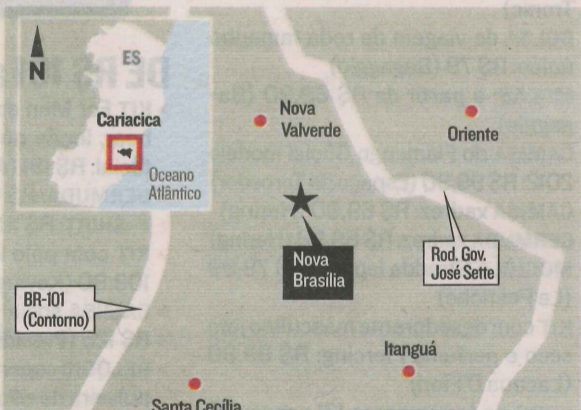 N
ES
Cariacica
Oceano
Atlântico
Nova
Valverde
Oriente
Nova
Brasília
Rod. Gov.
José Sette
BR-101
(Contorno)
Itanguá
Santa Cecília